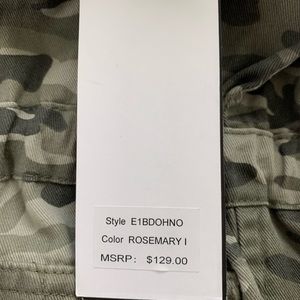 Style E1BDOHNO
Color ROSEMARY I
MSRP: $129.00